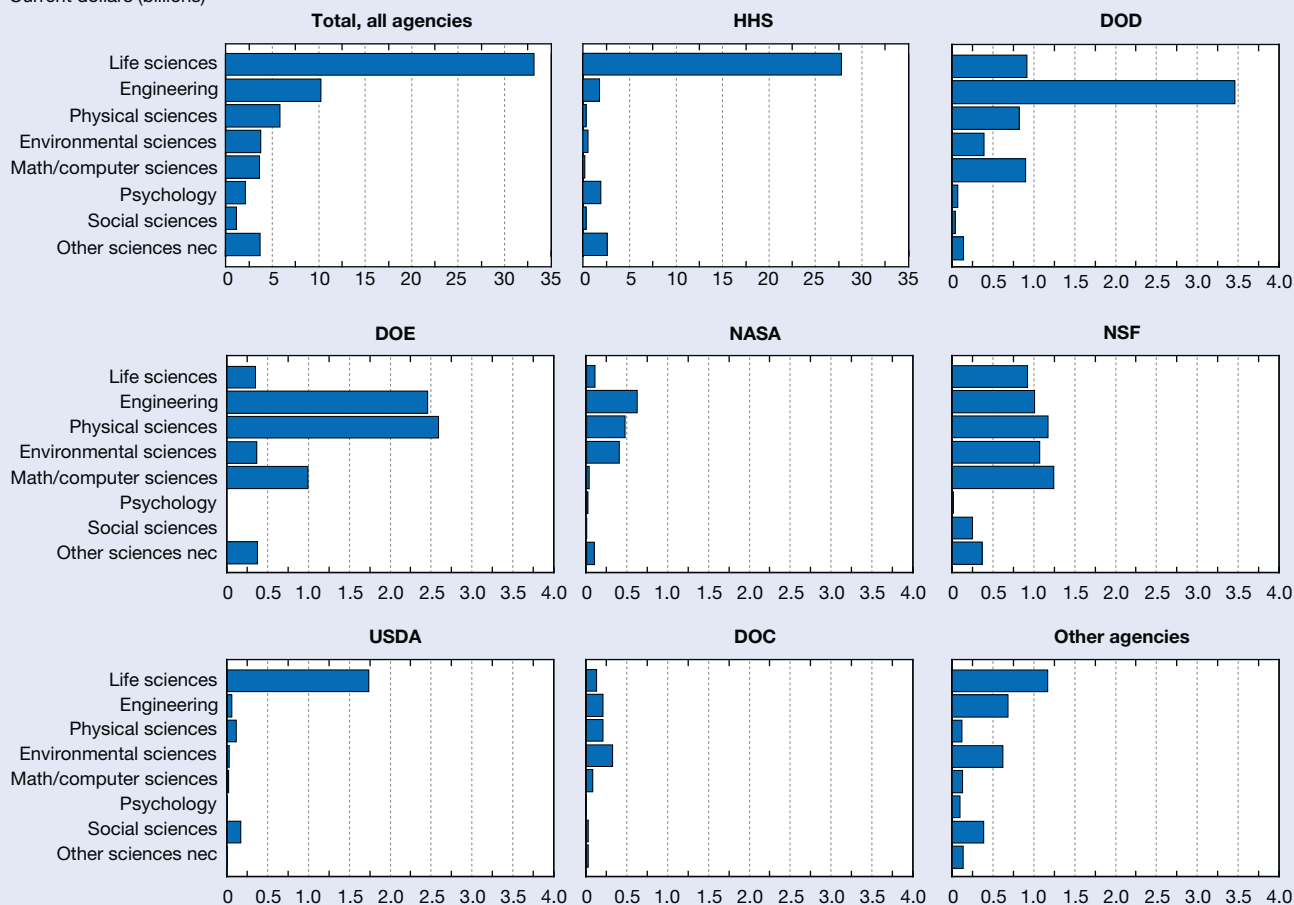 Current dollars (billions)
Total, all agencies
HHS
DOD
Life sciences
Engineering
Physical sciences
Environmental sciences
Math/computer sciences
Psychology
Social sciences
Other sciences nec
0 5 10 15 20 25 30 35
0 5 10 15 20 25 30 35
0 0.5 1.0 1.5 2.0 2.5 3.0 3.5 4.0
DOE
NASA
NSF
Life sciences
Engineering
Physical sciences
Environmental sciences
Math/computer sciences
Psychology
Social sciences
Other sciences nec
0 0.5 1.0 1.5 2.0 2.5 3.0 3.5 4.0
0 0.5 1.0 1.5 2.0 2.5 3.0 3.5 4.0
0 0.5 1.0 1.5 2.0 2.5 3.0 3.5 4.0
USDA
DOC
Other agencies
Life sciences
Engineering
Physical sciences
Environmental sciences
Math/computer sciences
Psychology
Social sciences
Other sciences nec
0 0.5 1.0 1.5 2.0 2.5 3.0 3.5 4.0
0 0.5 1.0 1.5 2.0 2.5 3.0 3.5 4.0
0 0.5 1.0 1.5 2.0 2.5 3.0 3.5 4.0